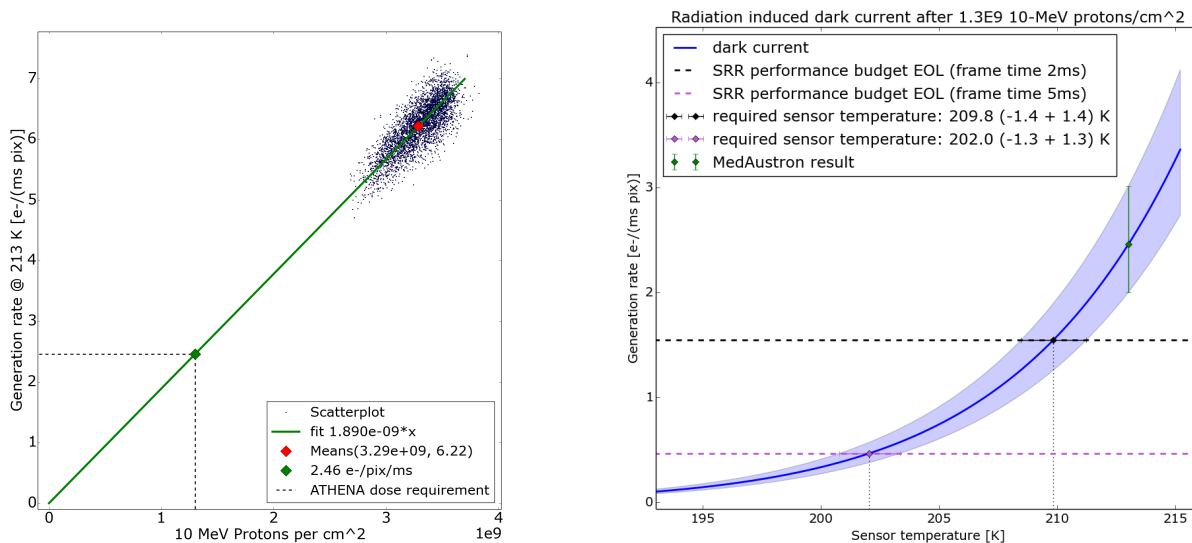 Generation rate @ 213 K [e-/(ms pix)]
7
6
5
4
3
2
1
0
0
1
2
3
4
1e9
10 MeV Protons per cm^2
Scatterplot
fit 1.890e-09*x
Means(3.29e+09, 6.22)
2.46 e-/pix/ms
ATHENA dose requirement
Radiation induced dark current after 1.3E9 10-MeV protons/cm^2
dark current
SRR performance budget EOL (frame time 2ms)
SRR performance budget EOL (frame time 5ms)
required sensor temperature: 209.8 (-1.4 + 1.4) K
required sensor temperature: 202.0 (-1.3 + 1.3) K
MedAustron result
Generation rate [e-/(ms pix)]
4
3
2
1
0
195
200
205
210
215
Sensor temperature [K]